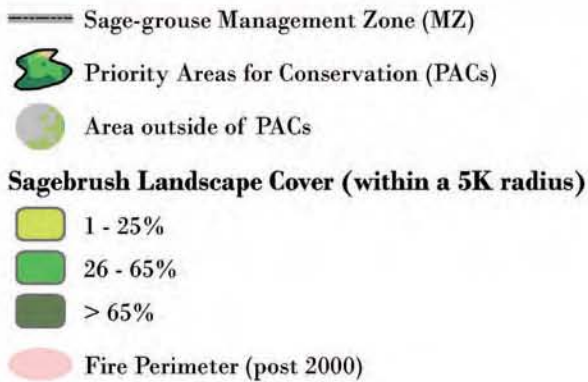 Sage-grouse Management Zone (MZ)
Priority Areas for Conservation (PACs)
Area outside of PACs
Sagebrush Landscape Cover (within a 5K radius)
1 - 25%
26 - 65%
> 65%
Fire Perimeter (post 2000)